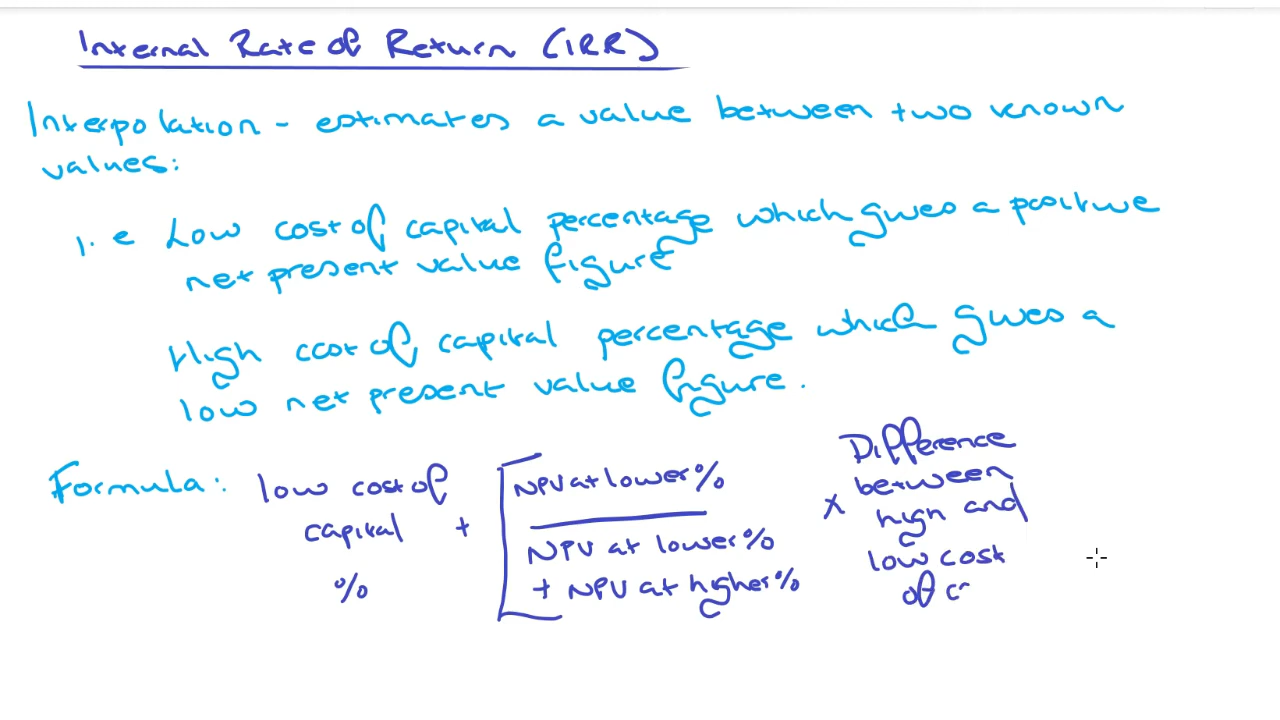 Internal Rate of Return (IRR)
Interpolation - estimates a value between two known
values:
i.e Low cost of capital percentage which gives a positive
net present value figure
High cost of capital percentage which gives a
low net present value figure.
Formula: low cost of
capital
%
+
NPV at lower %
NPV at lower %
+ NPV at higher %
x
Difference
between
high and
low cost
of c